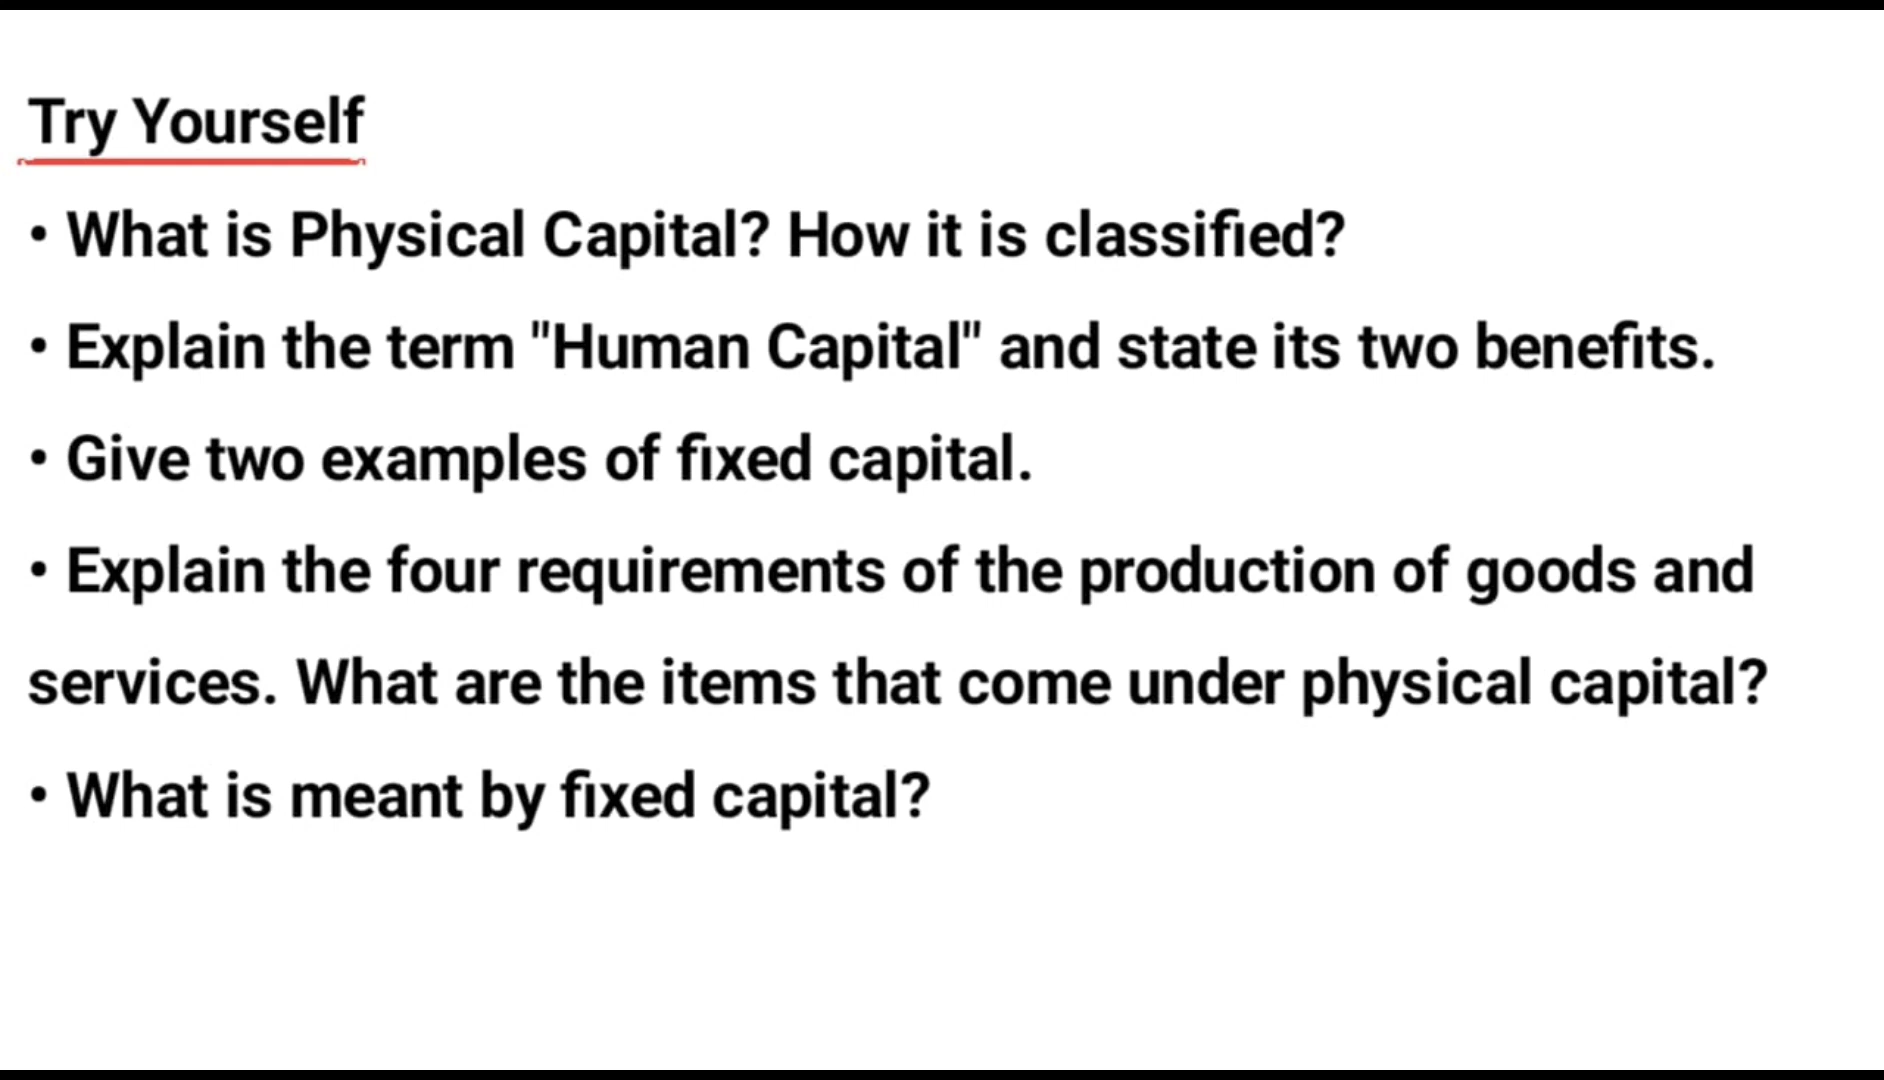 Try Yourself
• What is Physical Capital? How it is classified?
• Explain the term "Human Capital" and state its two benefits.
• Give two examples of fixed capital.
• Explain the four requirements of the production of goods and
services. What are the items that come under physical capital?
• What is meant by fixed capital?